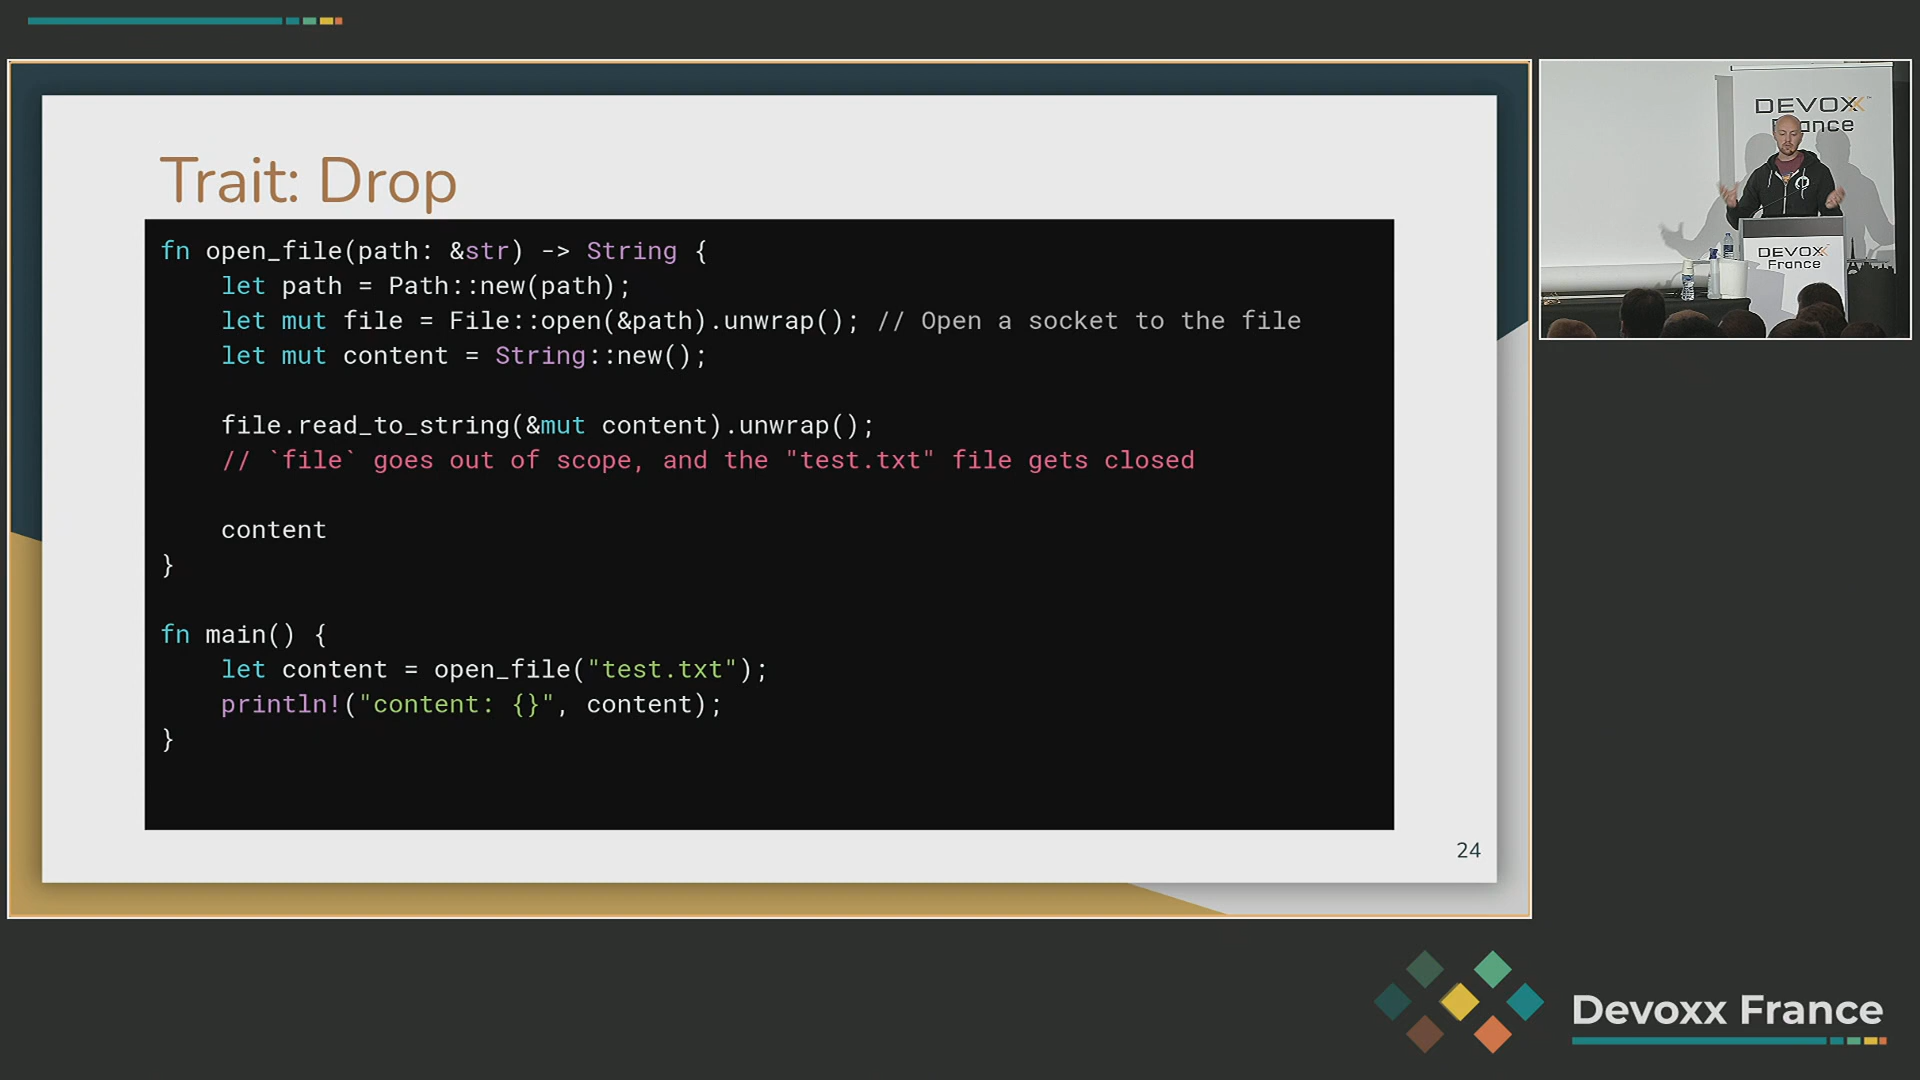 Trait: Drop
fn open_file(path: &str) -> String {
    let path = Path::new(path);
    let mut file = File::open(&path).unwrap(); // Open a socket to the file
    let mut content = String::new();
    file.read_to_string(&mut content).unwrap();
    // `file` goes out of scope, and the "test.txt" file gets closed
    content
}
fn main() {
    let content = open_file("test.txt");
    println!("content: {}", content);
}
24
DEVOXX
France
DEVOXX
France
Devoxx France